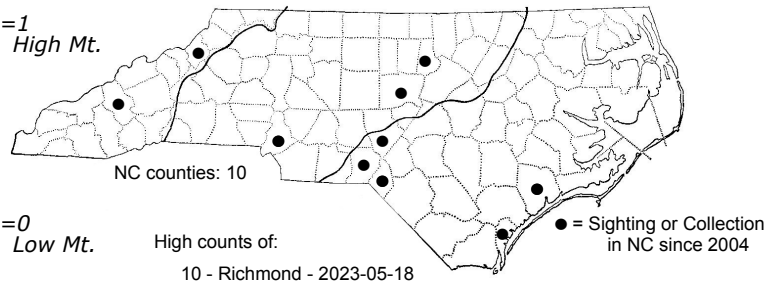 =1
High Mt.
NC counties: 10
=0
Low Mt.
High counts of:
10 - Richmond - 2023-05-18
● = Sighting or Collection
in NC since 2004